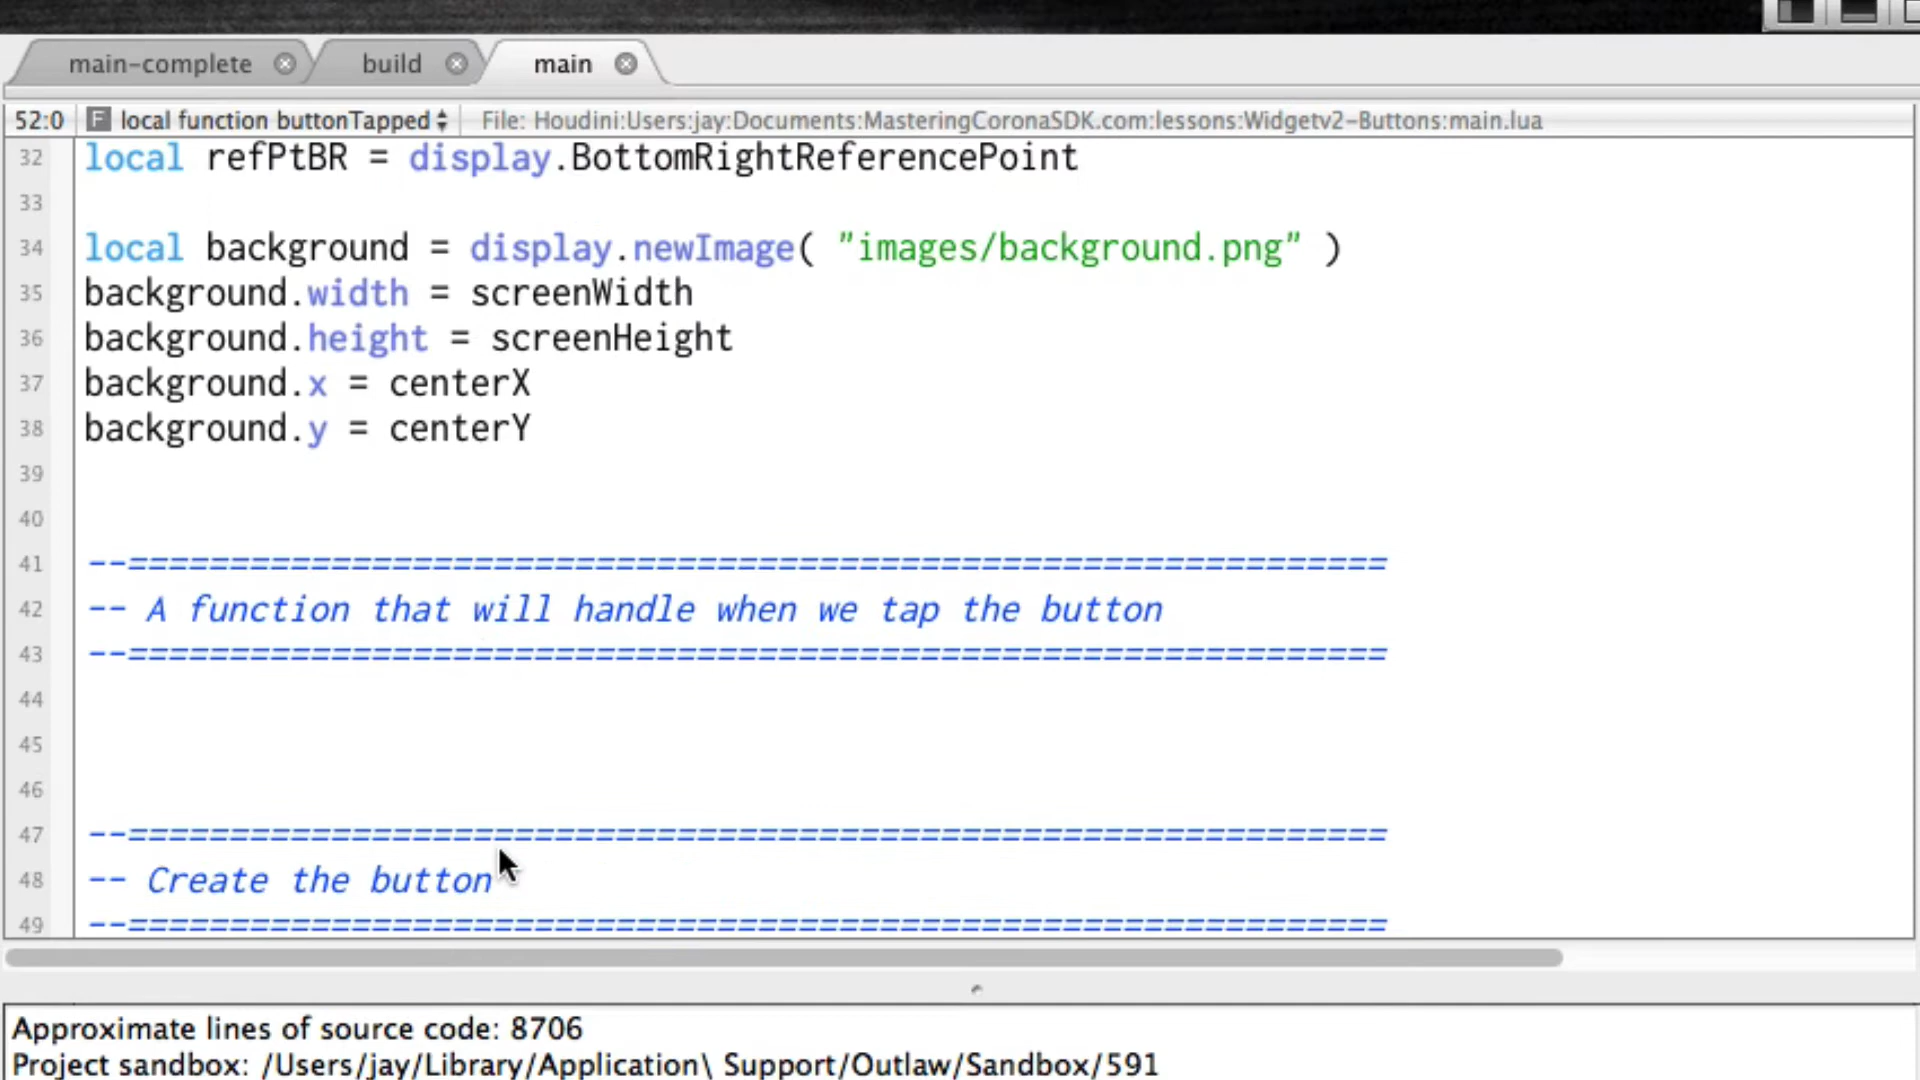 main-complete build main
52:0 F local function buttonTapped File: Houdini:Users:jay:Documents:MasteringCoronaSDK.com:lessons:Widgetv2-Buttons:main.lua
32 local refPtBR = display.BottomRightReferencePoint
33
34 local background = display.newImage( "images/background.png" )
35 background.width = screenWidth
36 background.height = screenHeight
37 background.x = centerX
38 background.y = centerY
39
40
41 --==============================================================
42 -- A function that will handle when we tap the button
43 --==============================================================
44
45
46
47 --==============================================================
48 -- Create the button
49 --==============================================================
Approximate lines of source code: 8706
Project sandbox: /Users/jay/Library/Application\ Support/Outlaw/Sandbox/591